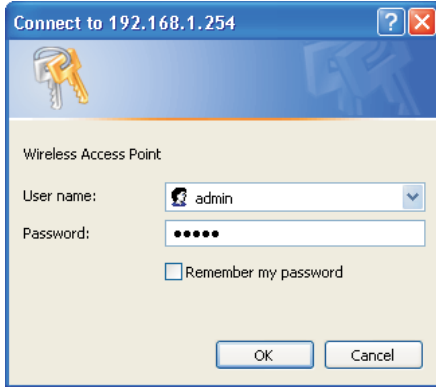 Connect to 192.168.1.254
Wireless Access Point
User name: admin
Password: •••••
Remember my password
OK Cancel